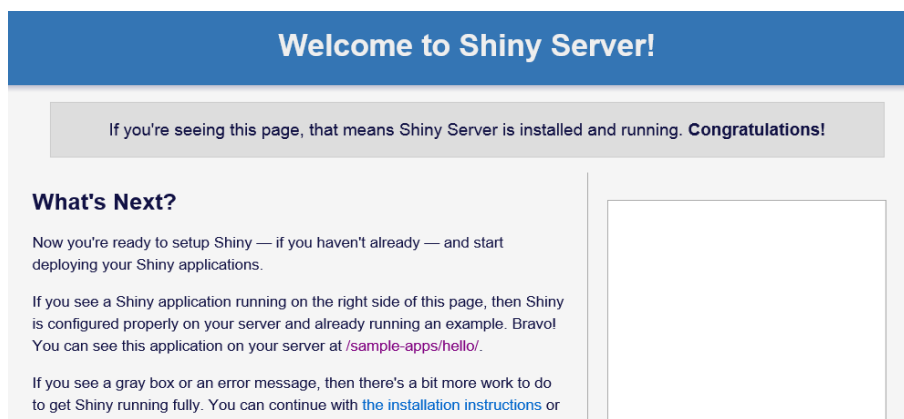 Welcome to Shiny Server!
If you're seeing this page, that means Shiny Server is installed and running. Congratulations!
What's Next?
Now you're ready to setup Shiny — if you haven't already — and start
deploying your Shiny applications.
If you see a Shiny application running on the right side of this page, then Shiny
is configured properly on your server and already running an example. Bravo!
You can see this application on your server at /sample-apps/hello/.
If you see a gray box or an error message, then there's a bit more work to do
to get Shiny running fully. You can continue with the installation instructions or